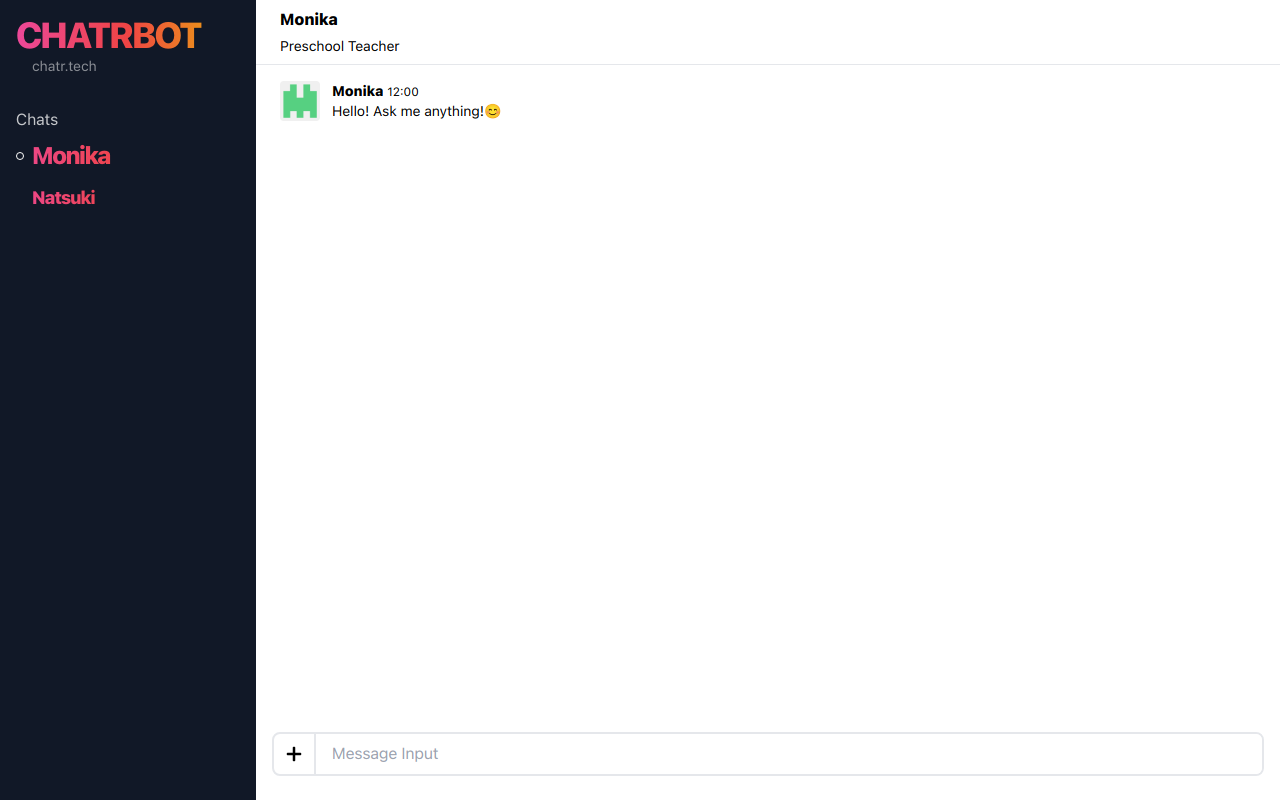 CHATRBOT
chatr.tech
Chats
Monika
Natsuki
Monika
Preschool Teacher
Monika 12:00
Hello! Ask me anything!😊
Message Input